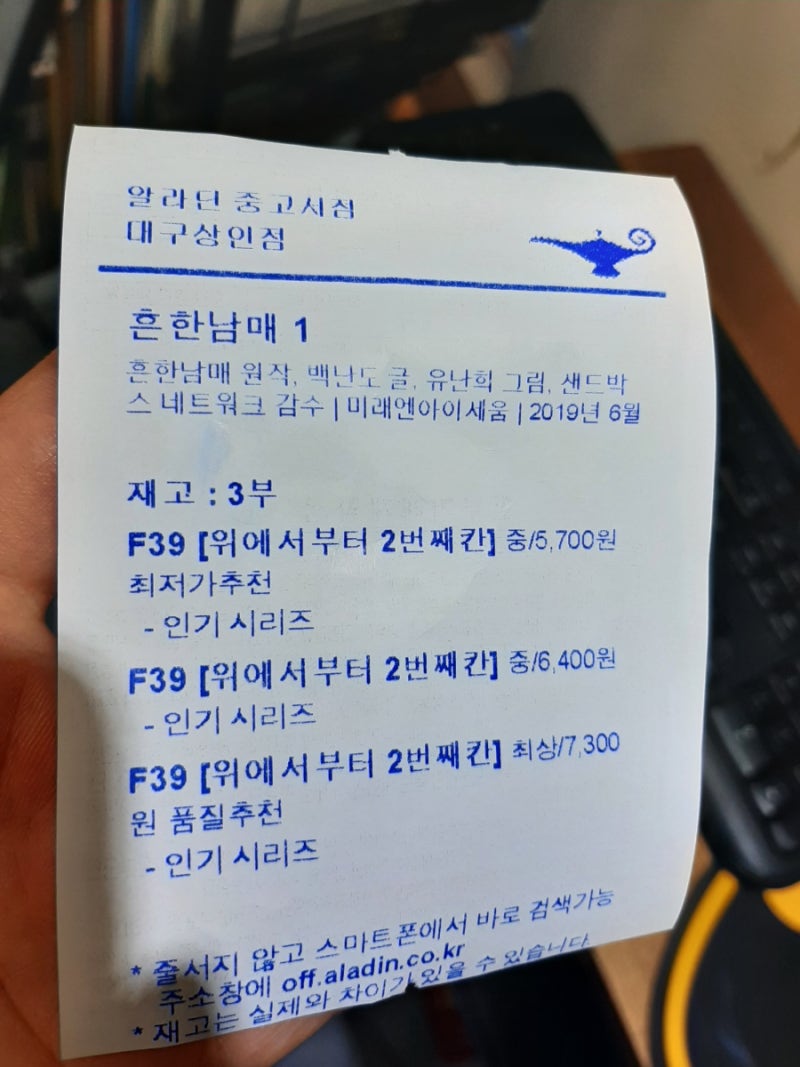 알라딘 중고서점
대구상인점
흔한남매 1
흔한남매 원작, 백난도 글, 유난희 그림, 샌드박
스 네트워크 감수 | 미래엔아이세움 | 2019년 6월
재고 : 3부
F39 [위에서부터 2번째칸] 중/5,700원
최저가추천
- 인기 시리즈
F39 [위에서부터 2번째칸] 중/6,400원
- 인기 시리즈
F39 [위에서부터 2번째칸] 최상/7,300
원 품질추천
- 인기 시리즈
* 줄서지 않고 스마트폰에서 바로 검색가능
주소창에 off.aladin.co.kr
* 재고는 실제와 차이가 있을 수 있습니다.